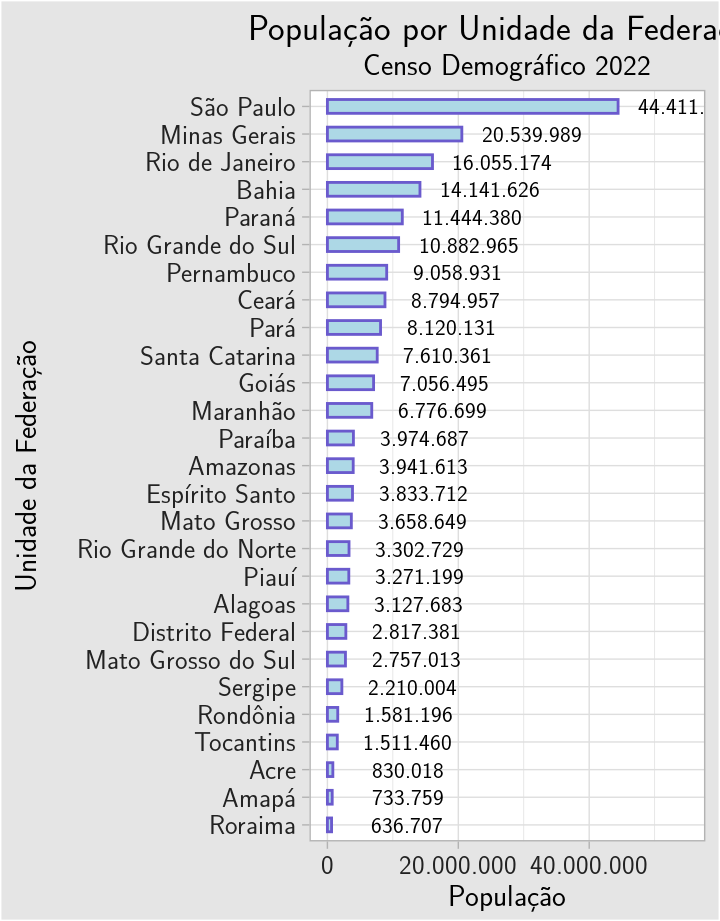 População por Unidade da Federa
Censo Demográfico 2022
São Paulo 44.411.
Minas Gerais 20.539.989
Rio de Janeiro 16.055.174
Bahia 14.141.626
Paraná 11.444.380
Rio Grande do Sul 10.882.965
Pernambuco 9.058.931
Ceará 8.794.957
Pará 8.120.131
Santa Catarina 7.610.361
Goiás 7.056.495
Maranhão 6.776.699
Paraíba 3.974.687
Amazonas 3.941.613
Espírito Santo 3.833.712
Mato Grosso 3.658.649
Rio Grande do Norte 3.302.729
Piauí 3.271.199
Alagoas 3.127.683
Distrito Federal 2.817.381
Mato Grosso do Sul 2.757.013
Sergipe 2.210.004
Rondônia 1.581.196
Tocantins 1.511.460
Acre 830.018
Amapá 733.759
Roraima 636.707
0 20.000.000 40.000.000
População
Unidade da Federação